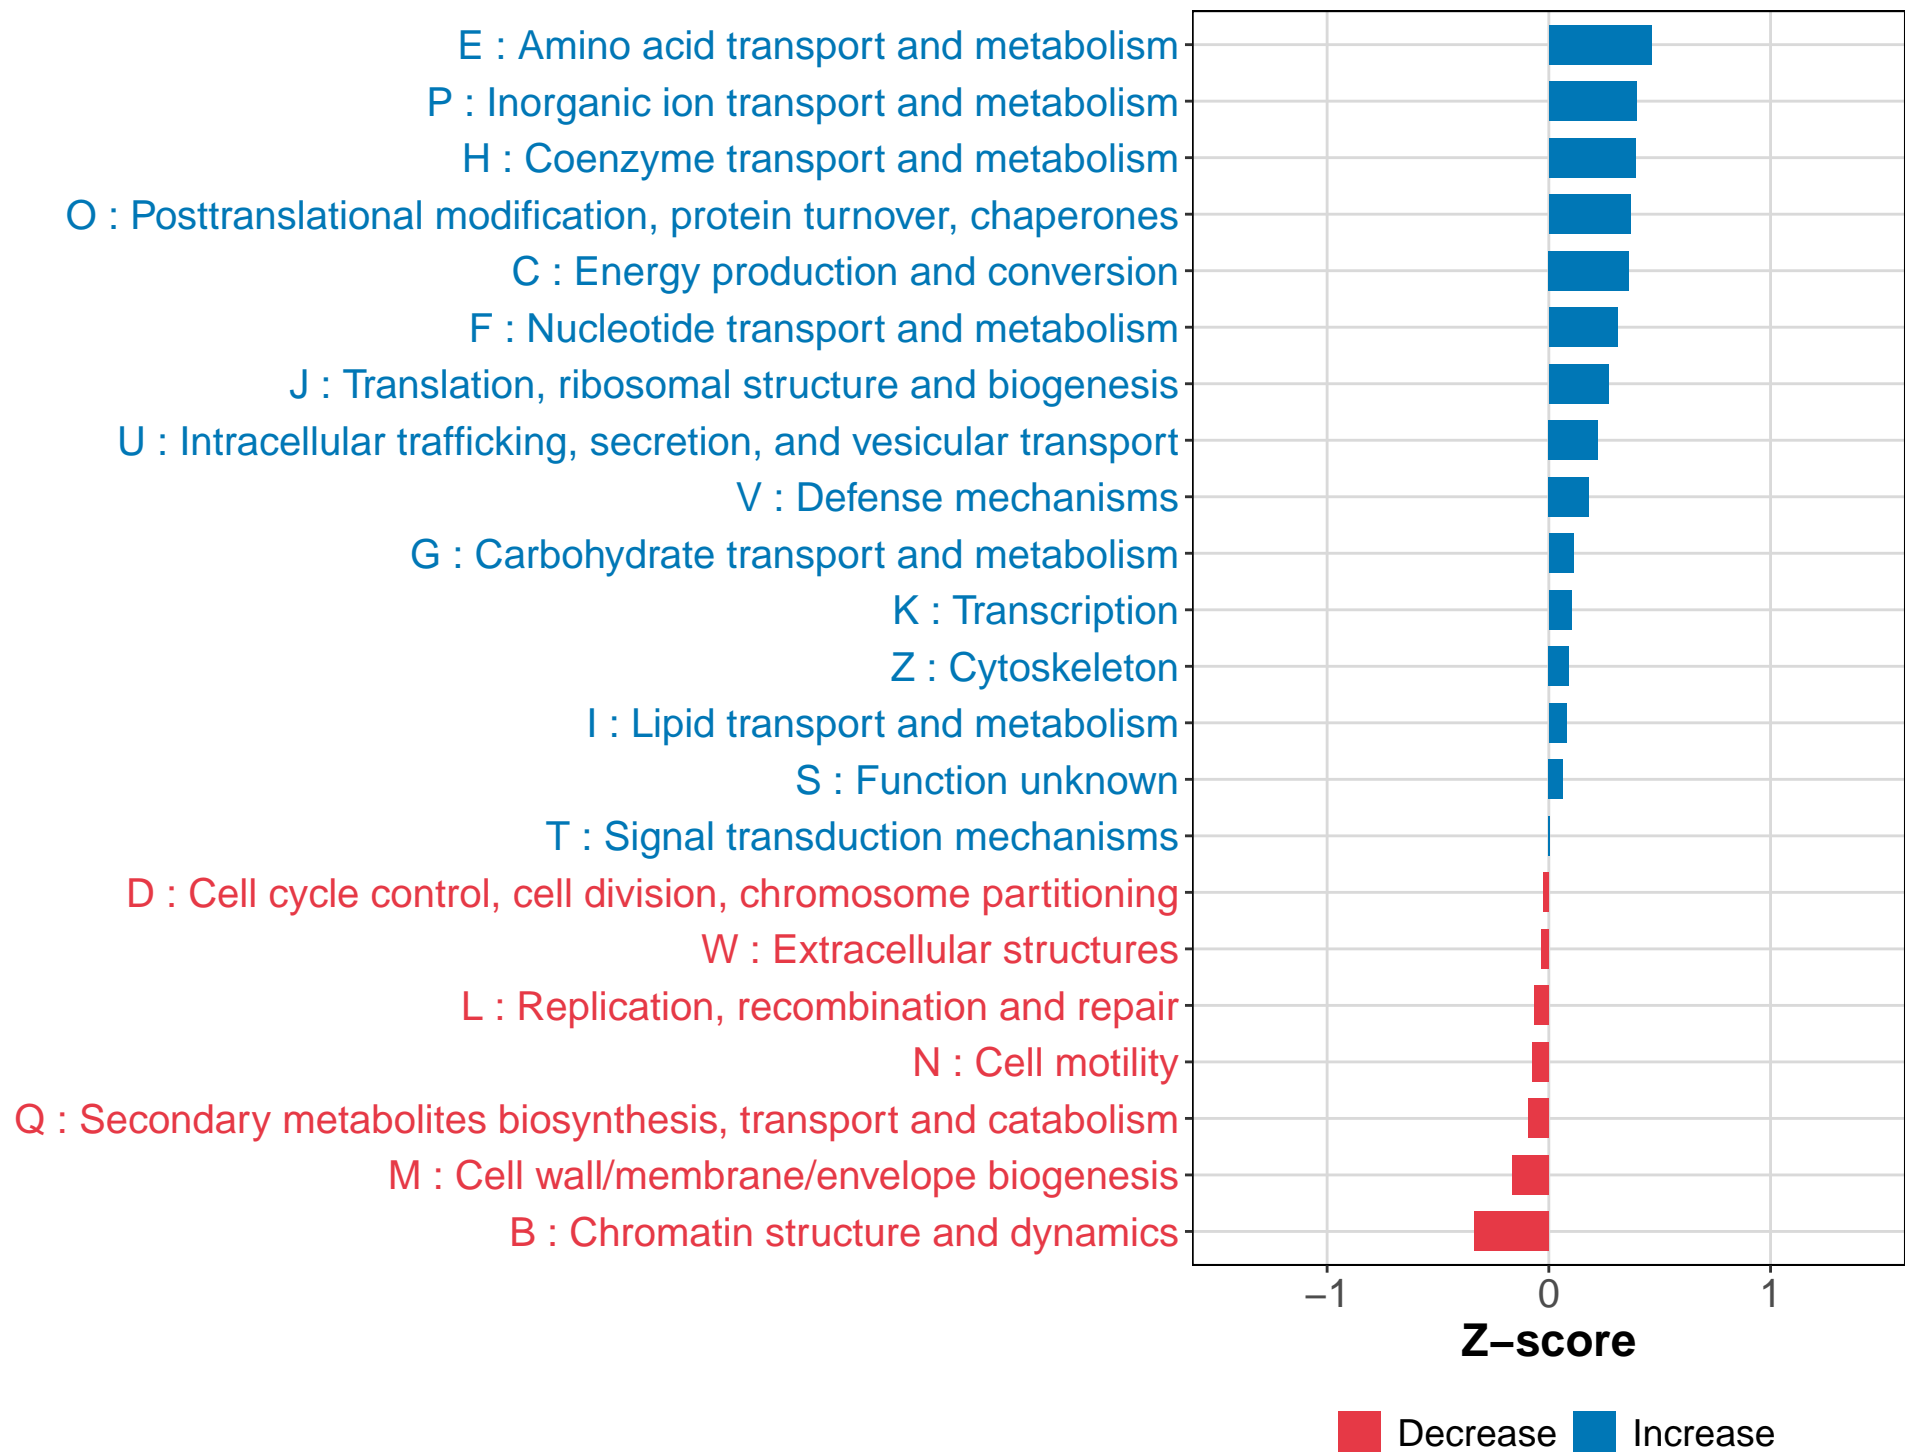 E : Amino acid transport and metabolism
P : Inorganic ion transport and metabolism
H : Coenzyme transport and metabolism
O : Posttranslational modification, protein turnover, chaperones
C : Energy production and conversion
F : Nucleotide transport and metabolism
J : Translation, ribosomal structure and biogenesis
U : Intracellular trafficking, secretion, and vesicular transport
V : Defense mechanisms
G : Carbohydrate transport and metabolism
K : Transcription
Z : Cytoskeleton
I : Lipid transport and metabolism
S : Function unknown
T : Signal transduction mechanisms
D : Cell cycle control, cell division, chromosome partitioning
W : Extracellular structures
L : Replication, recombination and repair
N : Cell motility
Q : Secondary metabolites biosynthesis, transport and catabolism
M : Cell wall/membrane/envelope biogenesis
B : Chromatin structure and dynamics
−1 0 1
Z−score
Decrease Increase